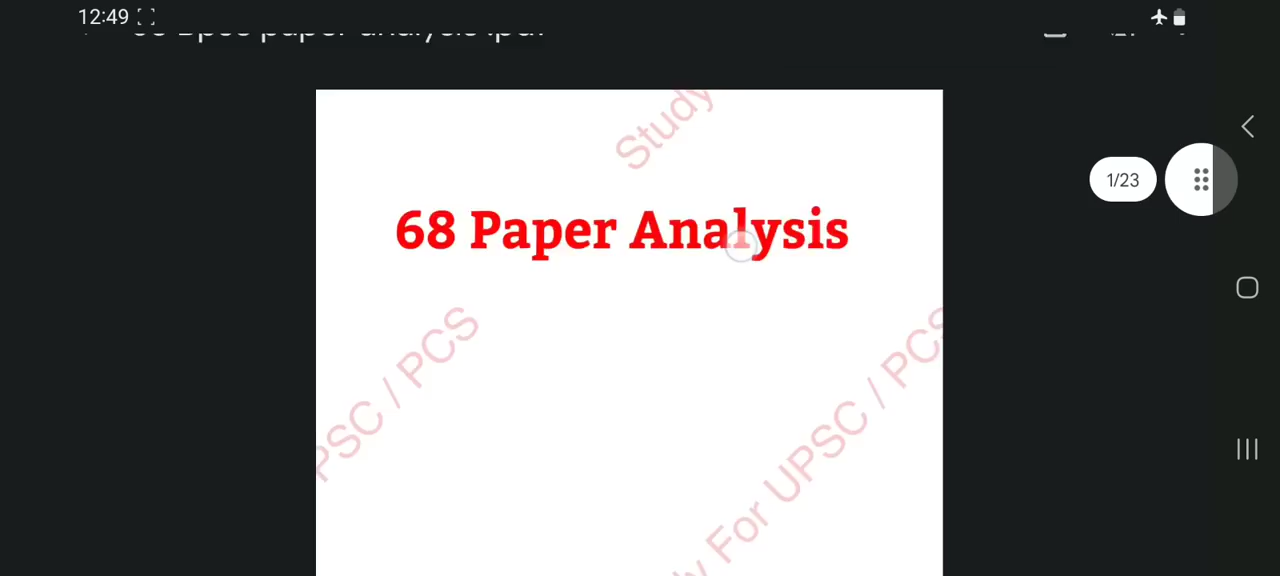 12:49
1/23
Study
68 Paper Analysis
PSC / PCS
For UPSC / PCS